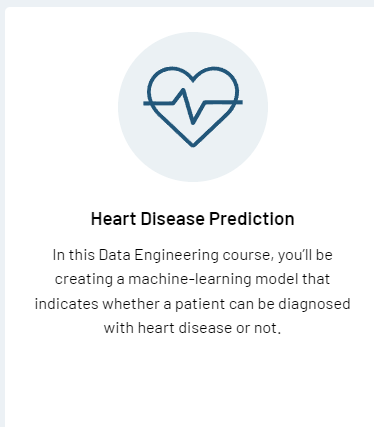 Heart Disease Prediction
In this Data Engineering course, you'll be
creating a machine-learning model that
indicates whether a patient can be diagnosed
with heart disease or not.